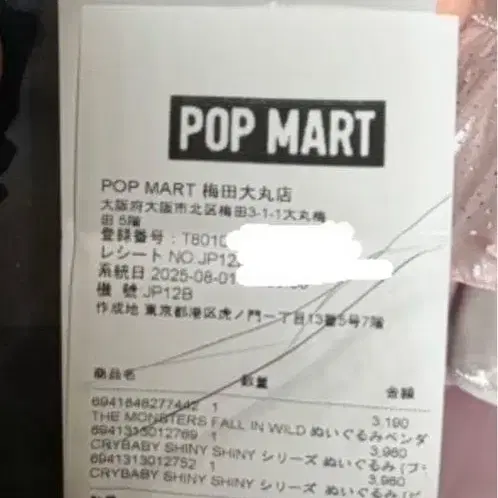 POP MART
POP MART 梅田大丸店
大阪府大阪市北区梅田3-1-1大丸梅
田 5階
登録番号：T8010
レシート NO.JP12
系統日 2025-08-01
機 號 JP12B
作成地 東京都港区虎ノ門一丁目13番5号7階
商品名 数量 金額
6941848277442 1 3,190
THE MONSTERS FALL IN WILD ぬいぐるみペンダ
6941313012769 1 3,960
CRYBABY SHINY SHINY シリーズ ぬいぐるみ (ブ
6941313012752 1 3,960
CRYBABY SHINY SHINY シリーズ ぬいぐるみ (ピ